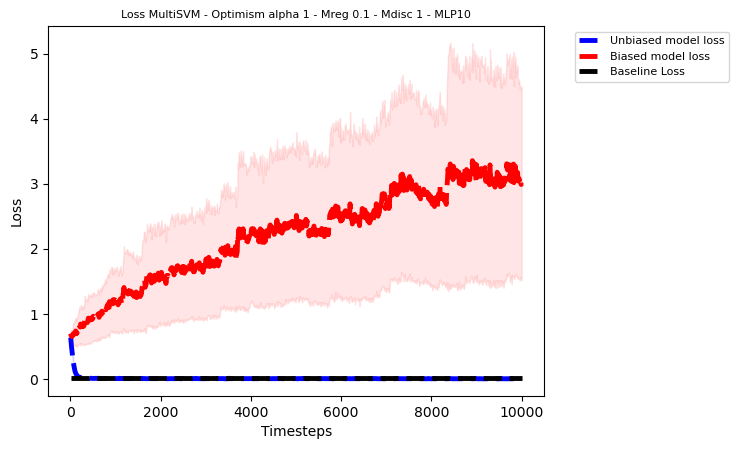 Loss MultiSVM - Optimism alpha 1 - Mreg 0.1 - Mdisc 1 - MLP10
Unbiased model loss
Biased model loss
Baseline Loss
5
4
3
2
1
0
Loss
0 2000 4000 6000 8000 10000
Timesteps